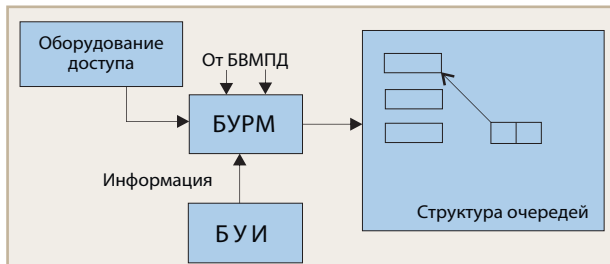 Оборудование
доступа
От БВМПД
БУРМ
Информация
БУИ
Структура очередей